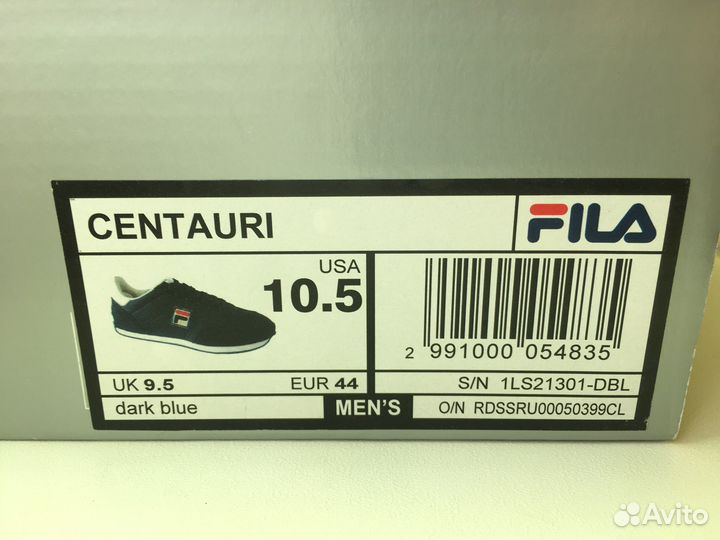 CENTAURI
FILA
USA
10.5
2 991000 054835
UK 9.5 EUR 44
S/N 1LS21301-DBL
dark blue
MEN'S
O/N RDSSRU00050399CL
Avito